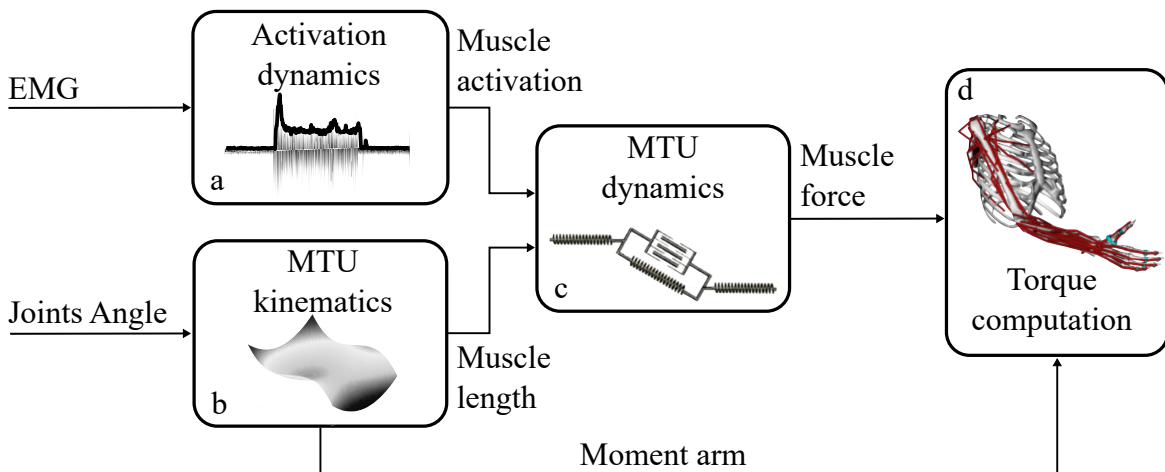 EMG
Activation
dynamics
a
Muscle
activation
Joints Angle
MTU
kinematics
b
Muscle
length
MTU
dynamics
c
Muscle
force
d
Torque
computation
Moment arm